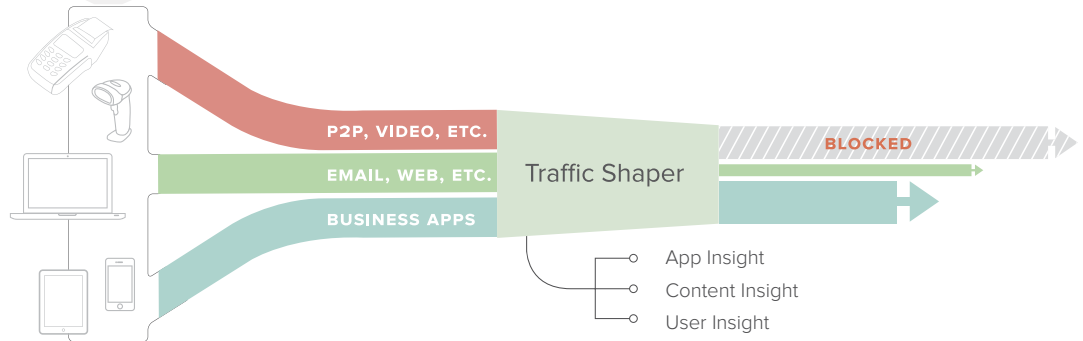 P2P, VIDEO, ETC.
EMAIL, WEB, ETC.
BUSINESS APPS
Traffic Shaper
BLOCKED
App Insight
Content Insight
User Insight